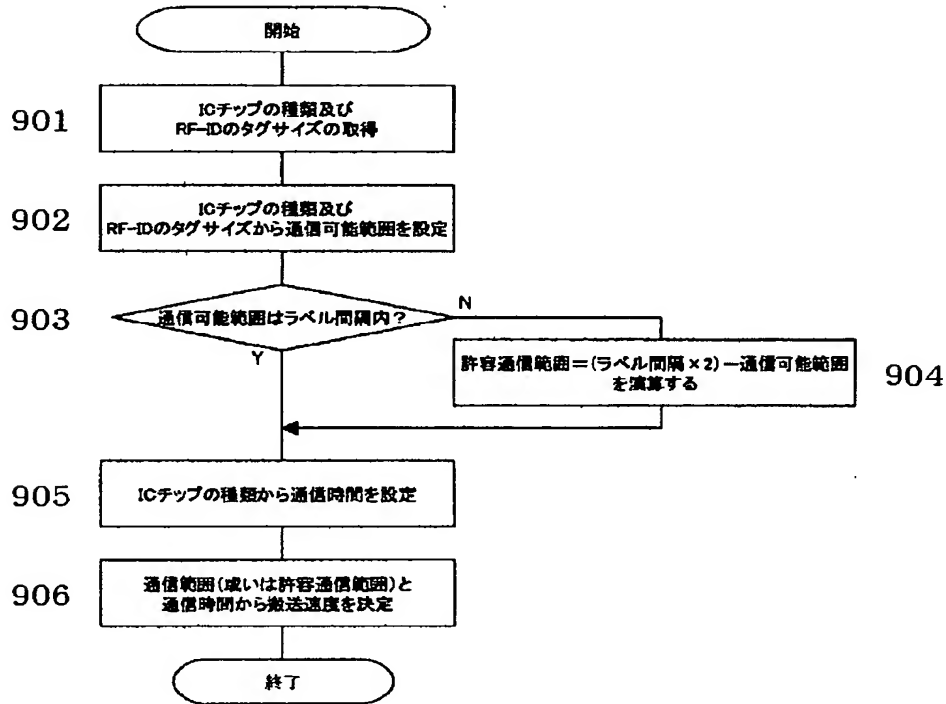 開始
901
ICチップの種類及び
RF-IDのタグサイズの取得
902
ICチップの種類及び
RF-IDのタグサイズから通信可能範囲を設定
903
通信可能範囲はラベル間隔内?
N
Y
許容通信範囲=(ラベル間隔×2)-通信可能範囲
を演算する
904
905
ICチップの種類から通信時間を設定
906
通信範囲(或いは許容通信範囲)と
通信時間から搬送速度を決定
終了